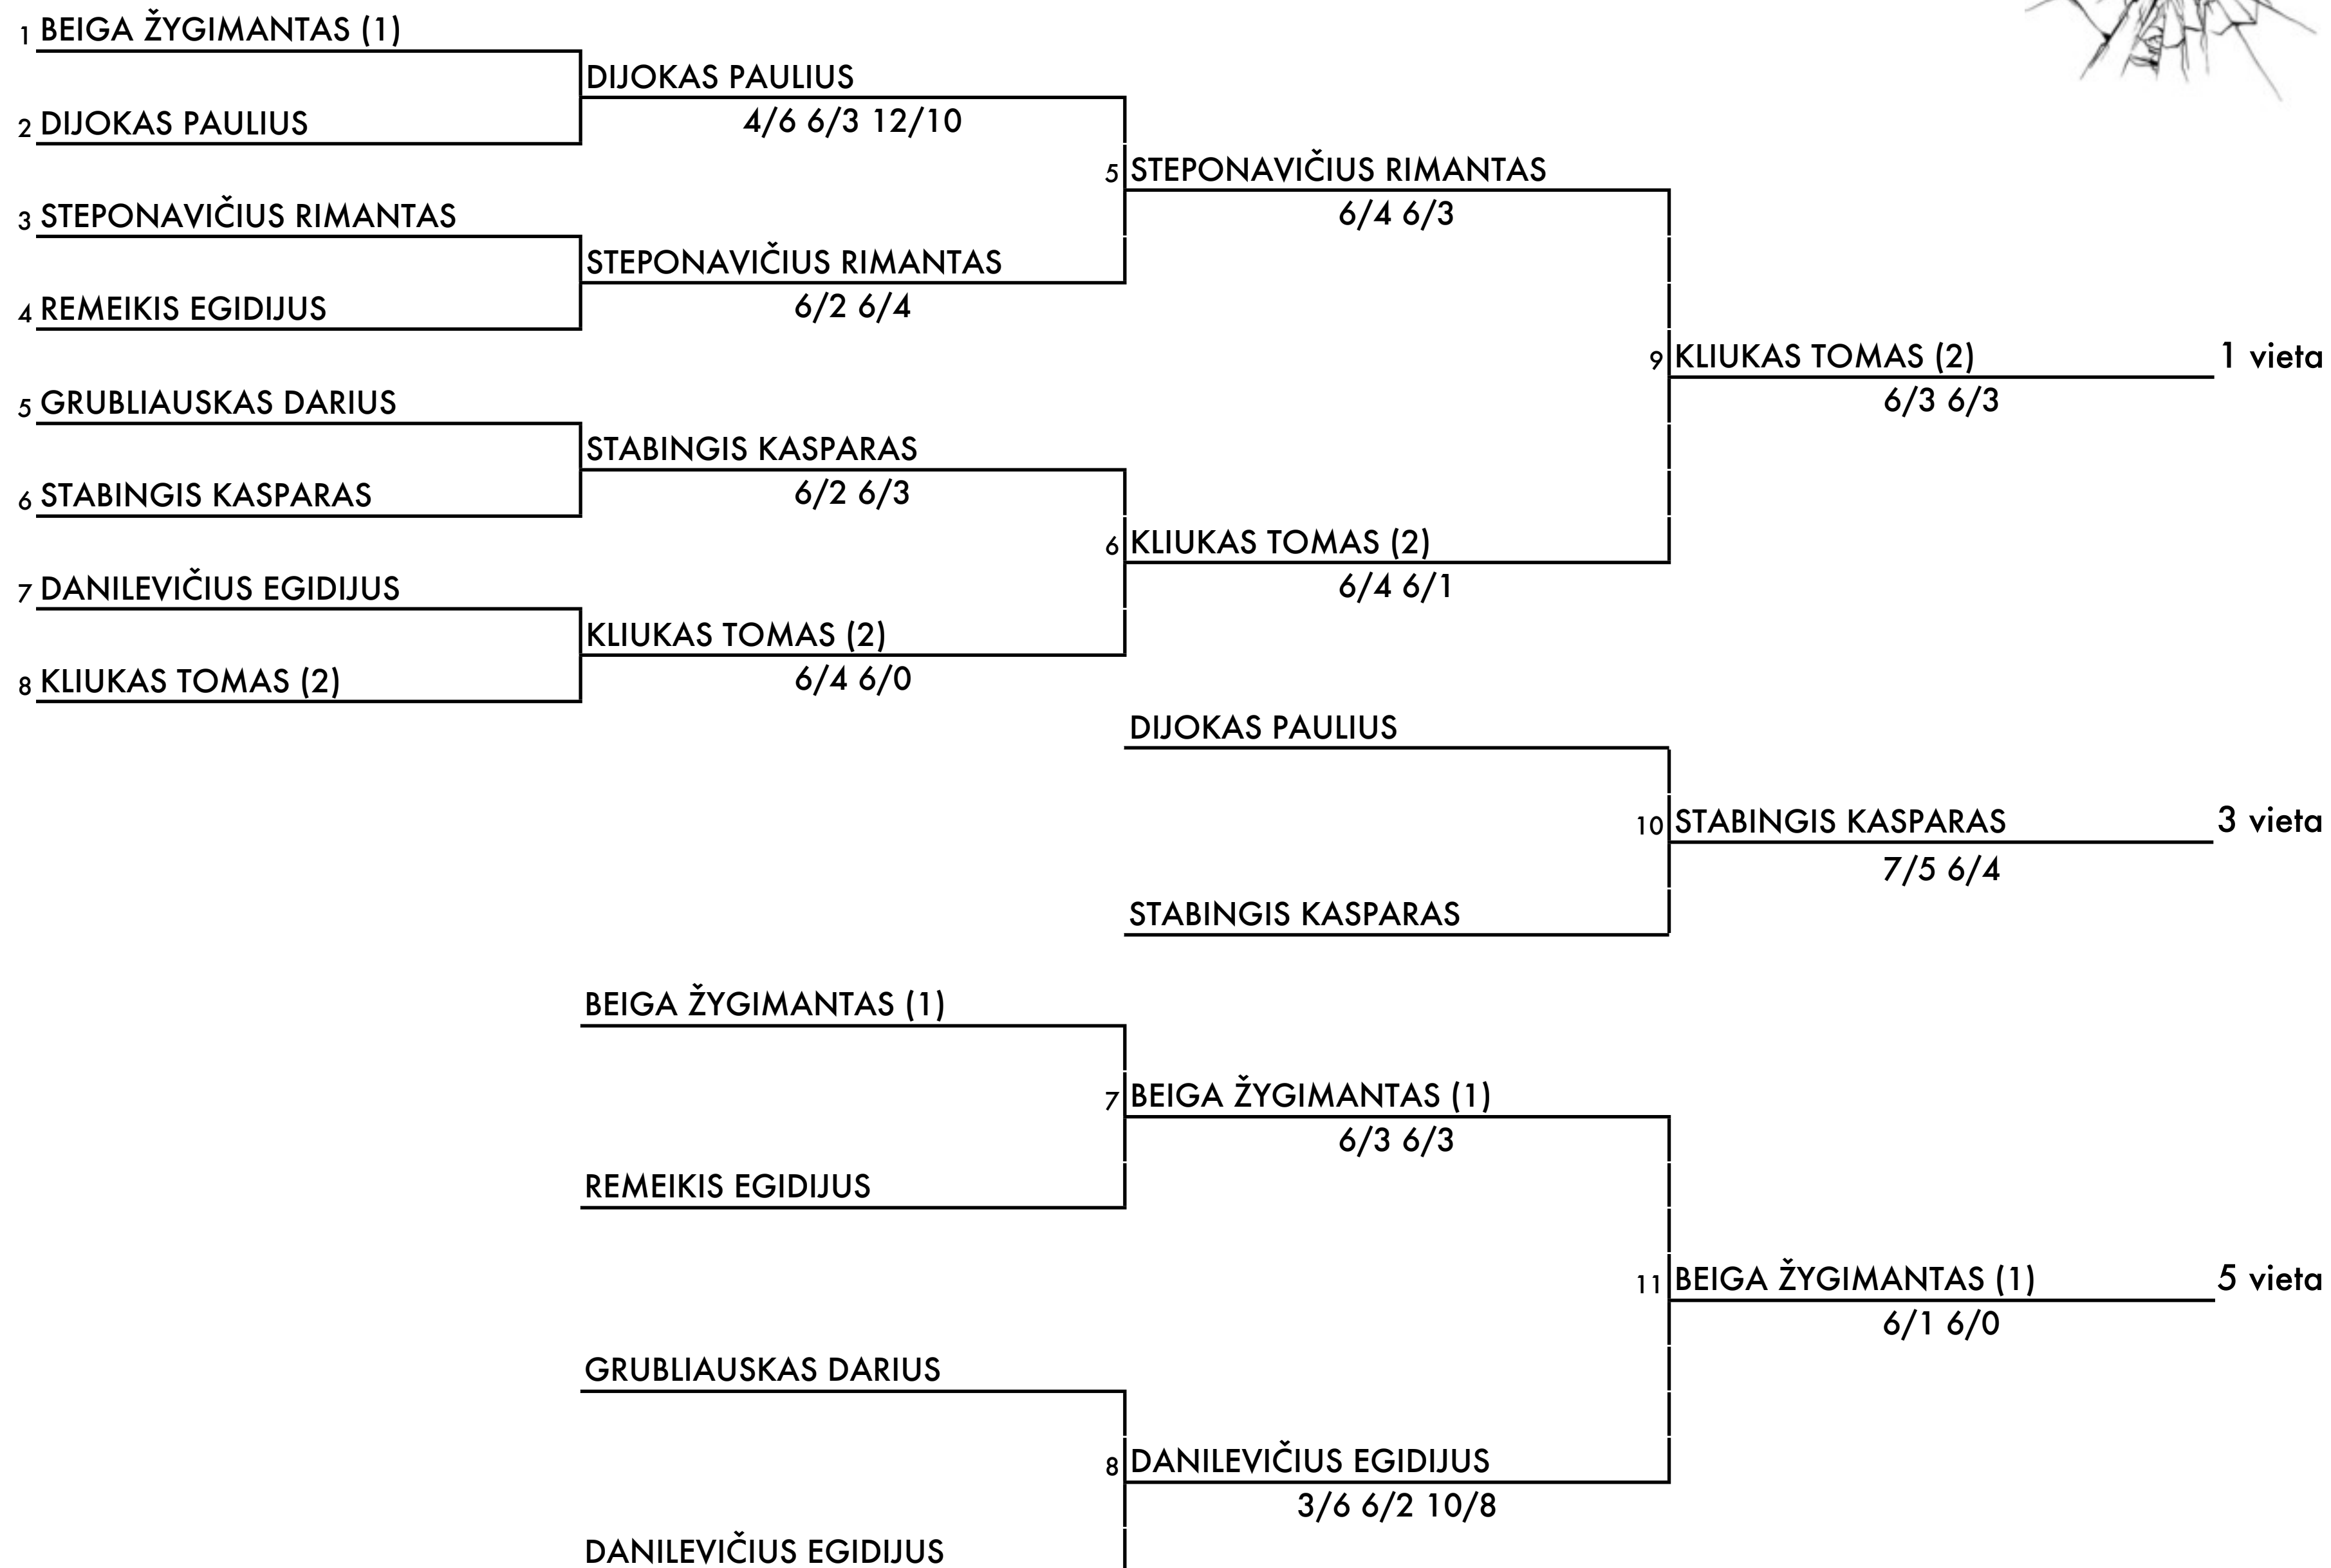 1 BEIGA ŽYGIMANTAS (1)
DIJOKAS PAULIUS
2 DIJOKAS PAULIUS
4/6 6/3 12/10
5 STEPONAVIČIUS RIMANTAS
3 STEPONAVIČIUS RIMANTAS
6/4 6/3
STEPONAVIČIUS RIMANTAS
4 REMEIKIS EGIDIJUS
6/2 6/4
9 KLIUKAS TOMAS (2) 1 vieta
5 GRUBLIAUSKAS DARIUS
6/3 6/3
STABINGIS KASPARAS
6 STABINGIS KASPARAS
6/2 6/3
6 KLIUKAS TOMAS (2)
7 DANILEVIČIUS EGIDIJUS
6/4 6/1
KLIUKAS TOMAS (2)
8 KLIUKAS TOMAS (2)
6/4 6/0
DIJOKAS PAULIUS
10 STABINGIS KASPARAS 3 vieta
7/5 6/4
STABINGIS KASPARAS
BEIGA ŽYGIMANTAS (1)
7 BEIGA ŽYGIMANTAS (1)
6/3 6/3
REMEIKIS EGIDIJUS
11 BEIGA ŽYGIMANTAS (1) 5 vieta
6/1 6/0
GRUBLIAUSKAS DARIUS
8 DANILEVIČIUS EGIDIJUS
3/6 6/2 10/8
DANILEVIČIUS EGIDIJUS